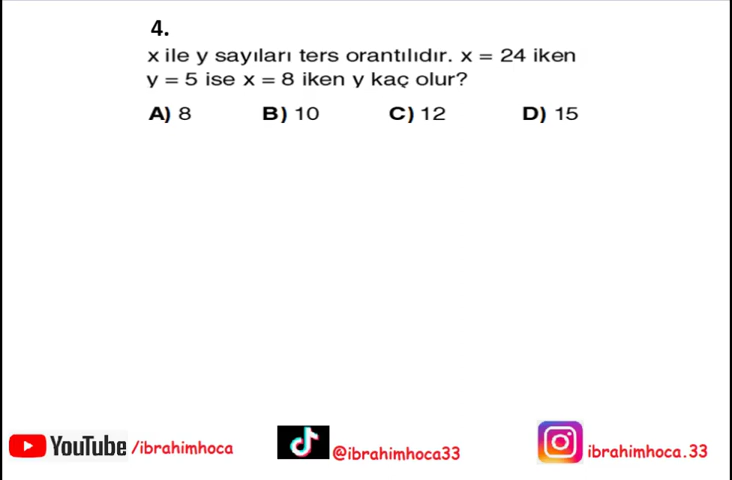 4.
x ile y sayıları ters orantılıdır. x = 24 iken
y = 5 ise x = 8 iken y kaç olur?
A) 8 B) 10 C) 12 D) 15
YouTube /ibrahimhoca @ibrahimhoca33 ibrahimhoca.33